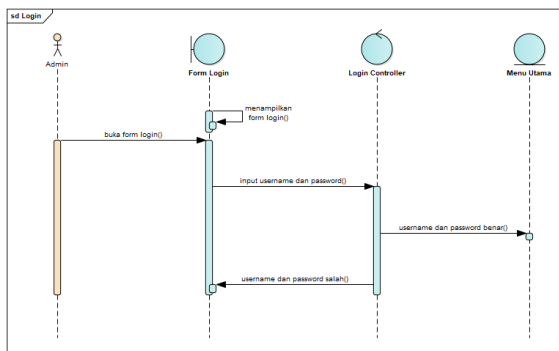 sd Login
Admin
Form Login
Login Controller
Menu Utama
menampilkan
form login()
buka form login()
input username dan password()
username dan password benar()
username dan password salah()